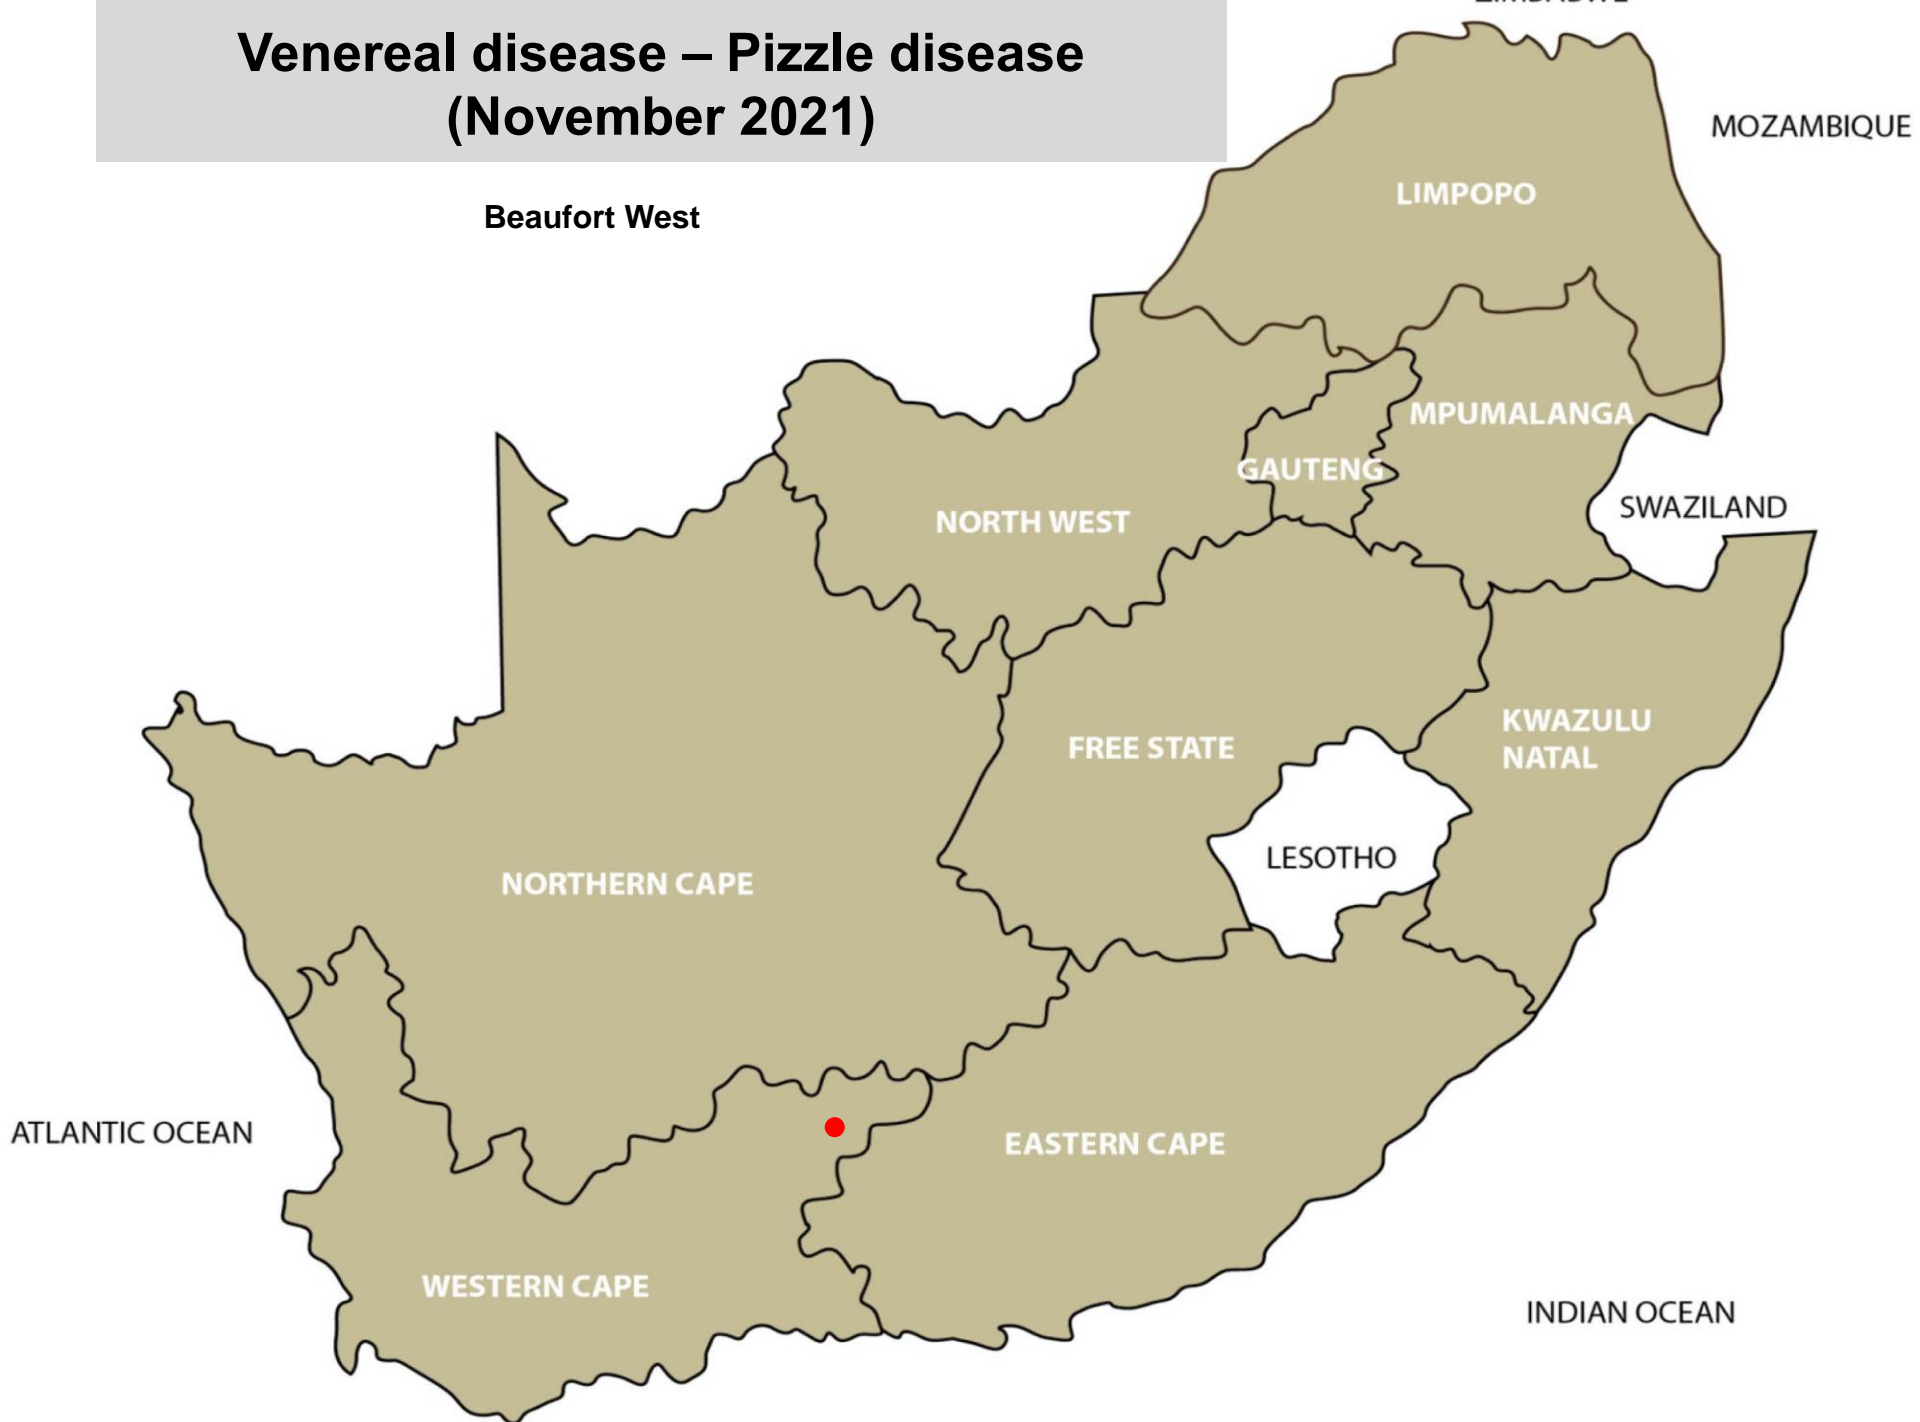 Venereal disease – Pizzle disease
(November 2021)
Beaufort West
MOZAMBIQUE
LIMPOPO
MPUMALANGA
GAUTENG
SWAZILAND
NORTH WEST
KWAZULU
NATAL
FREE STATE
LESOTHO
NORTHERN CAPE
ATLANTIC OCEAN
EASTERN CAPE
WESTERN CAPE
INDIAN OCEAN